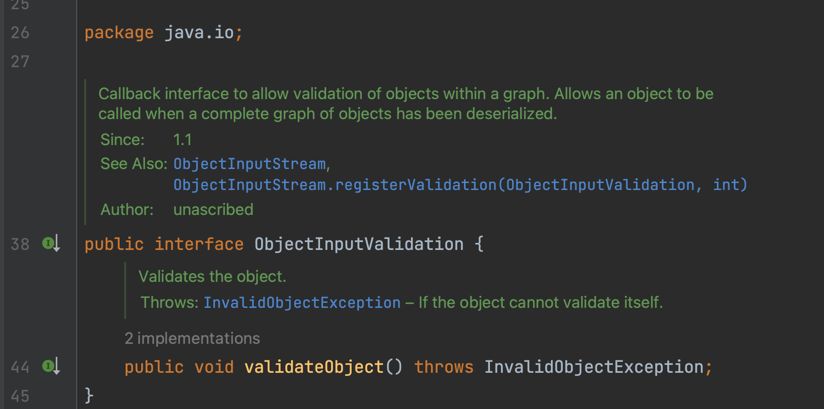 25
26 package java.io;
27
Callback interface to allow validation of objects within a graph. Allows an object to be
called when a complete graph of objects has been deserialized.
Since: 1.1
See Also: ObjectInputStream,
ObjectInputStream.registerValidation(ObjectInputValidation, int)
Author: unascribed
38 public interface ObjectInputValidation {
Validates the object.
Throws: InvalidObjectException – If the object cannot validate itself.
2 implementations
44 public void validateObject() throws InvalidObjectException;
45 }